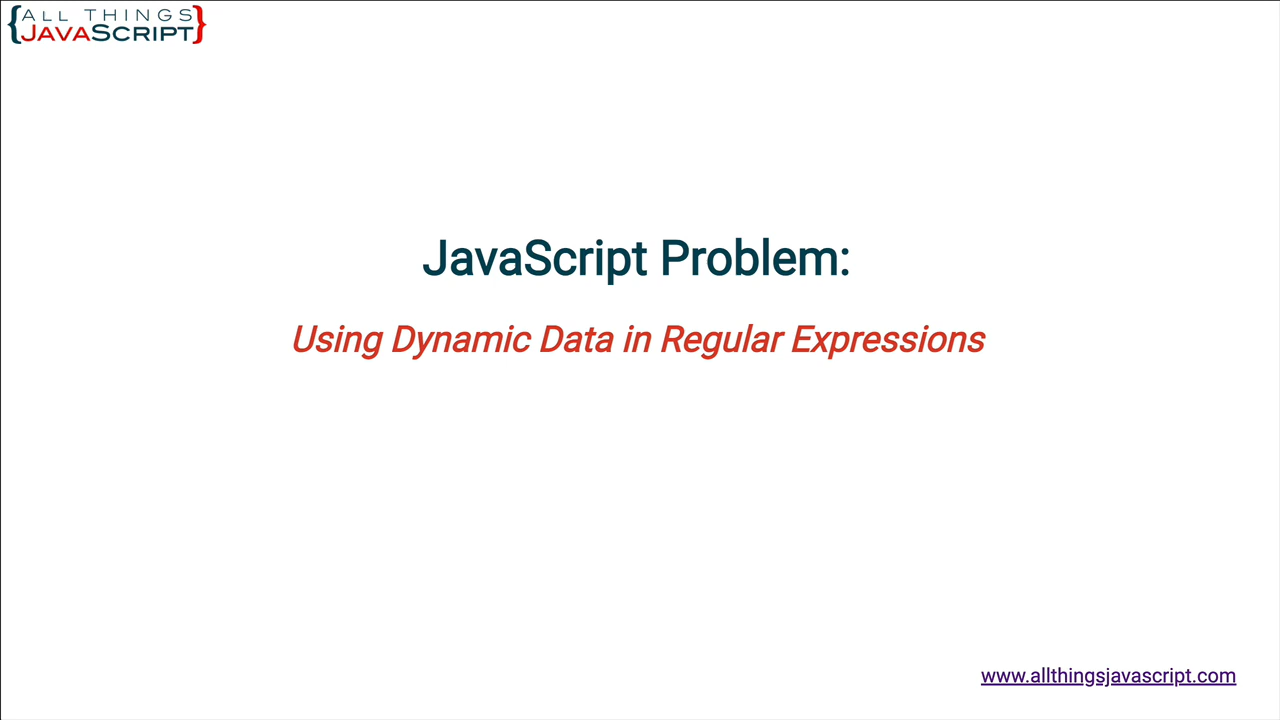 {ALL THINGS
JAVASCRIPT}
JavaScript Problem:
Using Dynamic Data in Regular Expressions
www.allthingsjavascript.com